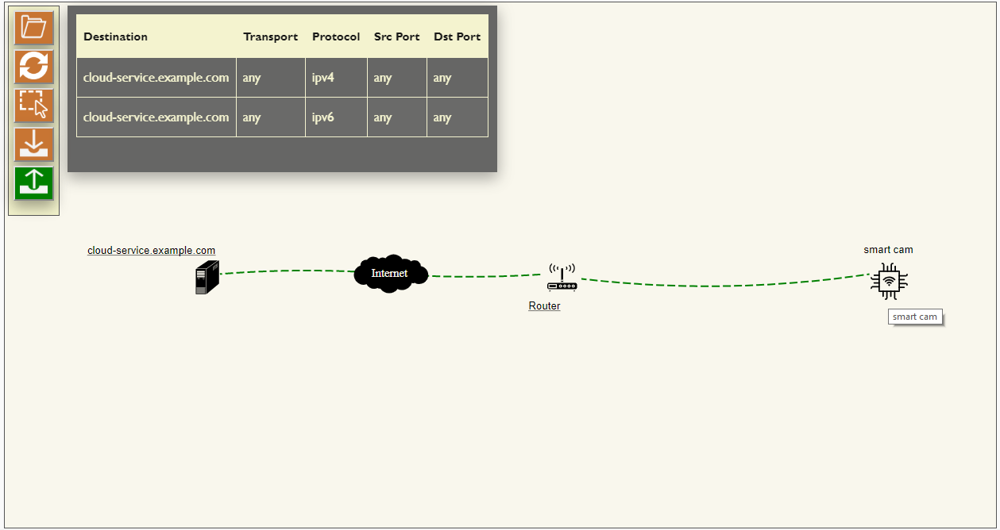 Destination Transport Protocol Src Port Dst Port
cloud-service.example.com any ipv4 any any
cloud-service.example.com any ipv6 any any
cloud-service.example.com
smart cam
Internet
Router
smart cam